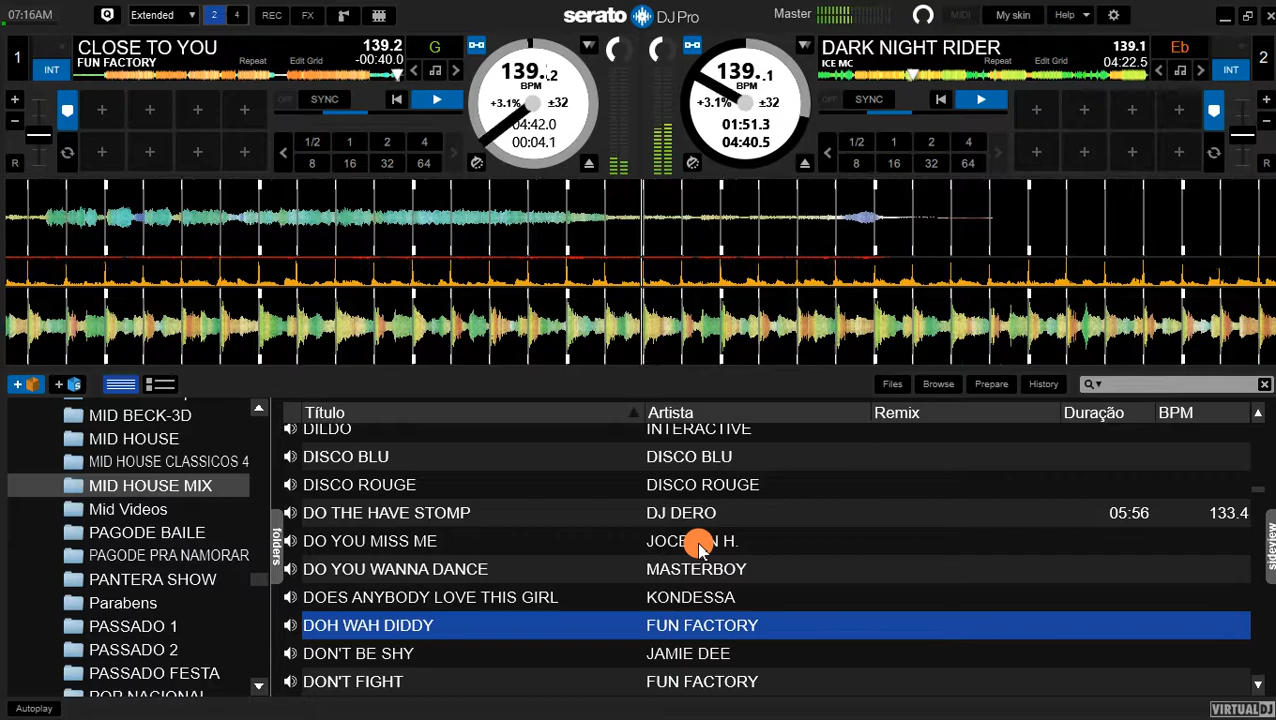 07:16AM Extended 2 4 REC FX serato DJ Pro Master MIDI My skin Help
1 INT CLOSE TO YOU 139.2 G
FUN FACTORY Repeat Edit Grid -00:40.0
OFF SYNC
1/2 1 2 4
8 16 32 64
R
139.2
BPM
+3.1% ±32
04:42.0
00:04.1
139.1
BPM
+3.1% ±32
01:51.3
04:40.5
DARK NIGHT RIDER 139.1 Eb 2
ICE MC Repeat Edit Grid 04:22.5 INT
OFF SYNC
1/2 1 2 4
8 16 32 64
R
Files Browse Prepare History
MID BECK-3D
MID HOUSE
MID HOUSE CLASSICOS 4
MID HOUSE MIX
Mid Videos
PAGODE BAILE
PAGODE PRA NAMORAR
PANTERA SHOW
Parabens
PASSADO 1
PASSADO 2
PASSADO FESTA
POP NACIONAL
folders
Título Artista Remix Duração BPM
DILDO INTERACTIVE
DISCO BLU DISCO BLU
DISCO ROUGE DISCO ROUGE
DO THE HAVE STOMP DJ DERO 05:56 133.4
DO YOU MISS ME H.
DO YOU WANNA DANCE MASTERBOY
DOES ANYBODY LOVE THIS GIRL KONDESSA
DOH WAH DIDDY FUN FACTORY
DON'T BE SHY JAMIE DEE
DON'T FIGHT FUN FACTORY
sideview
Autoplay VIRTUALDJ